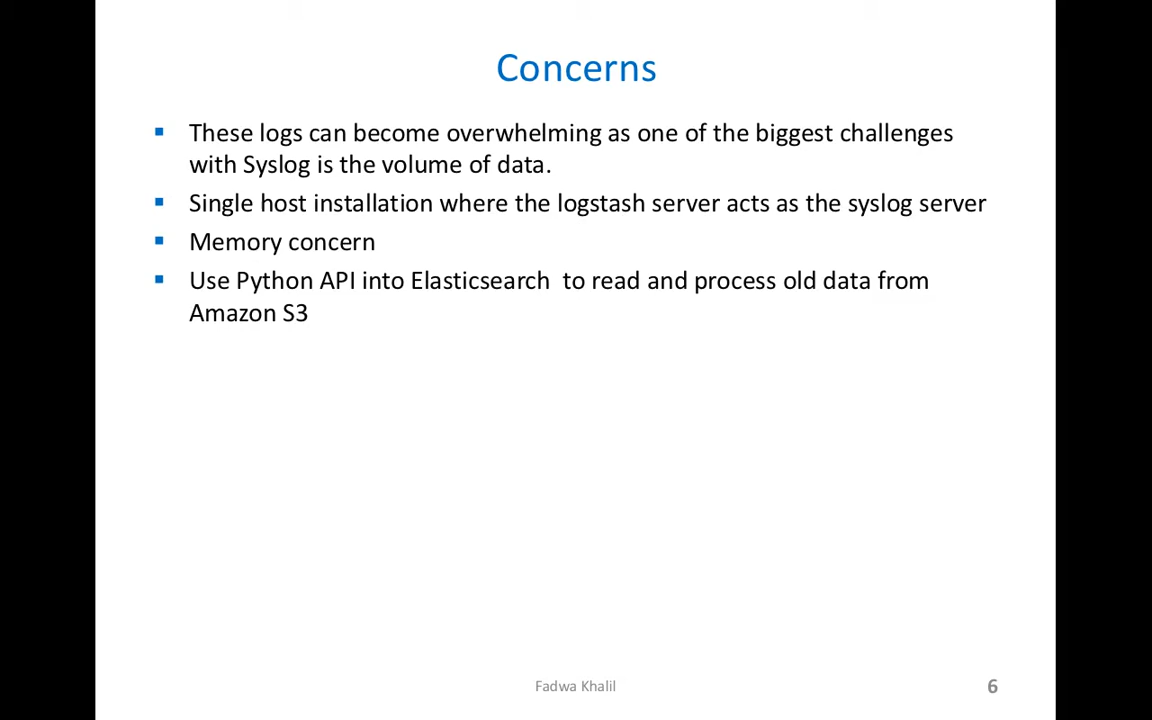 Concerns
These logs can become overwhelming as one of the biggest challenges
with Syslog is the volume of data.
Single host installation where the logstash server acts as the syslog server
Memory concern
Use Python API into Elasticsearch  to read and process old data from
Amazon S3
Fadwa Khalil
6